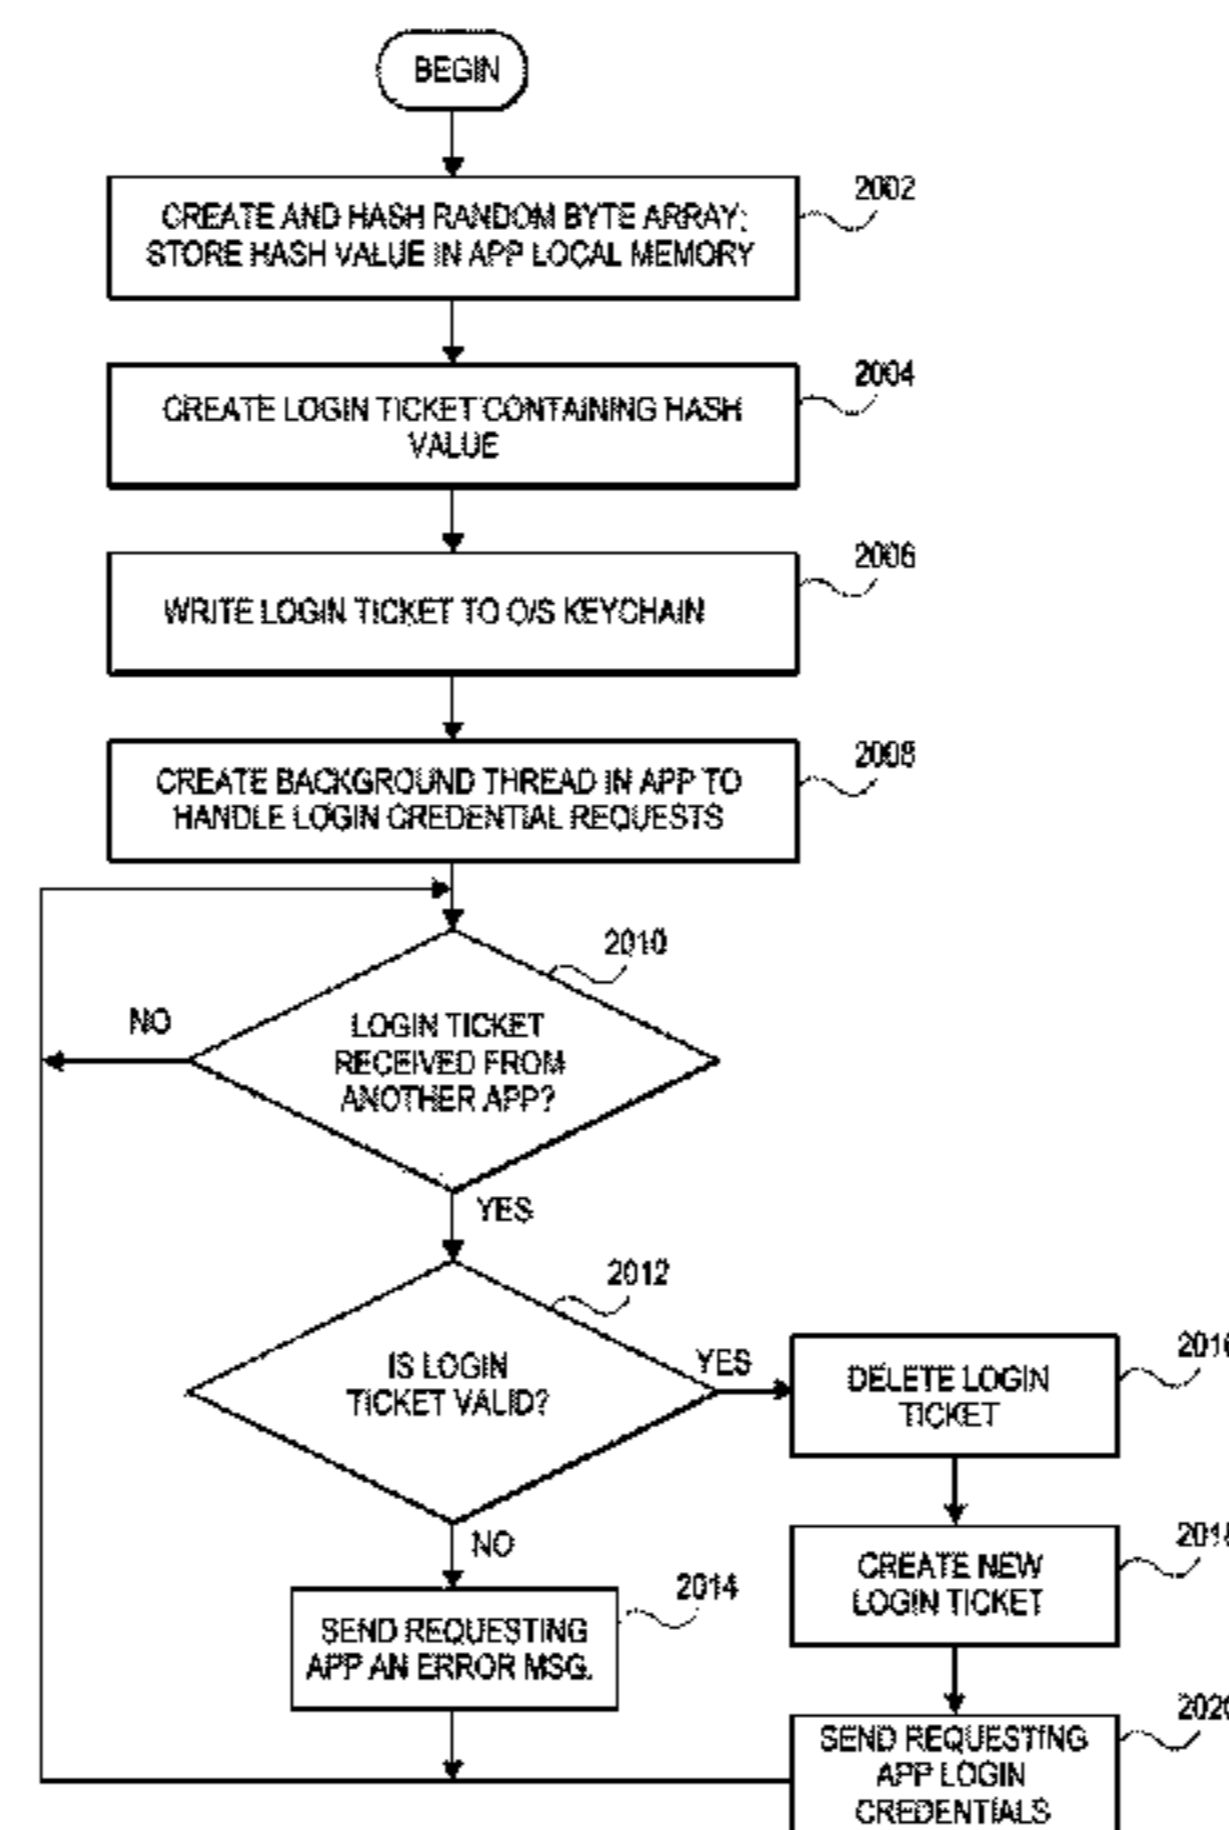 BEGIN
2002
CREATE AND HASH RANDOM BYTE ARRAY;
STORE HASH VALUE IN APP LOCAL MEMORY
2004
CREATE LOGIN TICKET CONTAINING HASH
VALUE
2006
WRITE LOGIN TICKET TO O/S KEYCHAIN
2008
CREATE BACKGROUND THREAD IN APP TO
HANDLE LOGIN CREDENTIAL REQUESTS
2010
NO
LOGIN TICKET
RECEIVED FROM
ANOTHER APP?
YES
2012
IS LOGIN
TICKET VALID?
YES
2016
DELETE LOGIN
TICKET
NO
2018
CREATE NEW
LOGIN TICKET
2014
SEND REQUESTING
APP AN ERROR MSG.
2020
SEND REQUESTING
APP LOGIN
CREDENTIALS